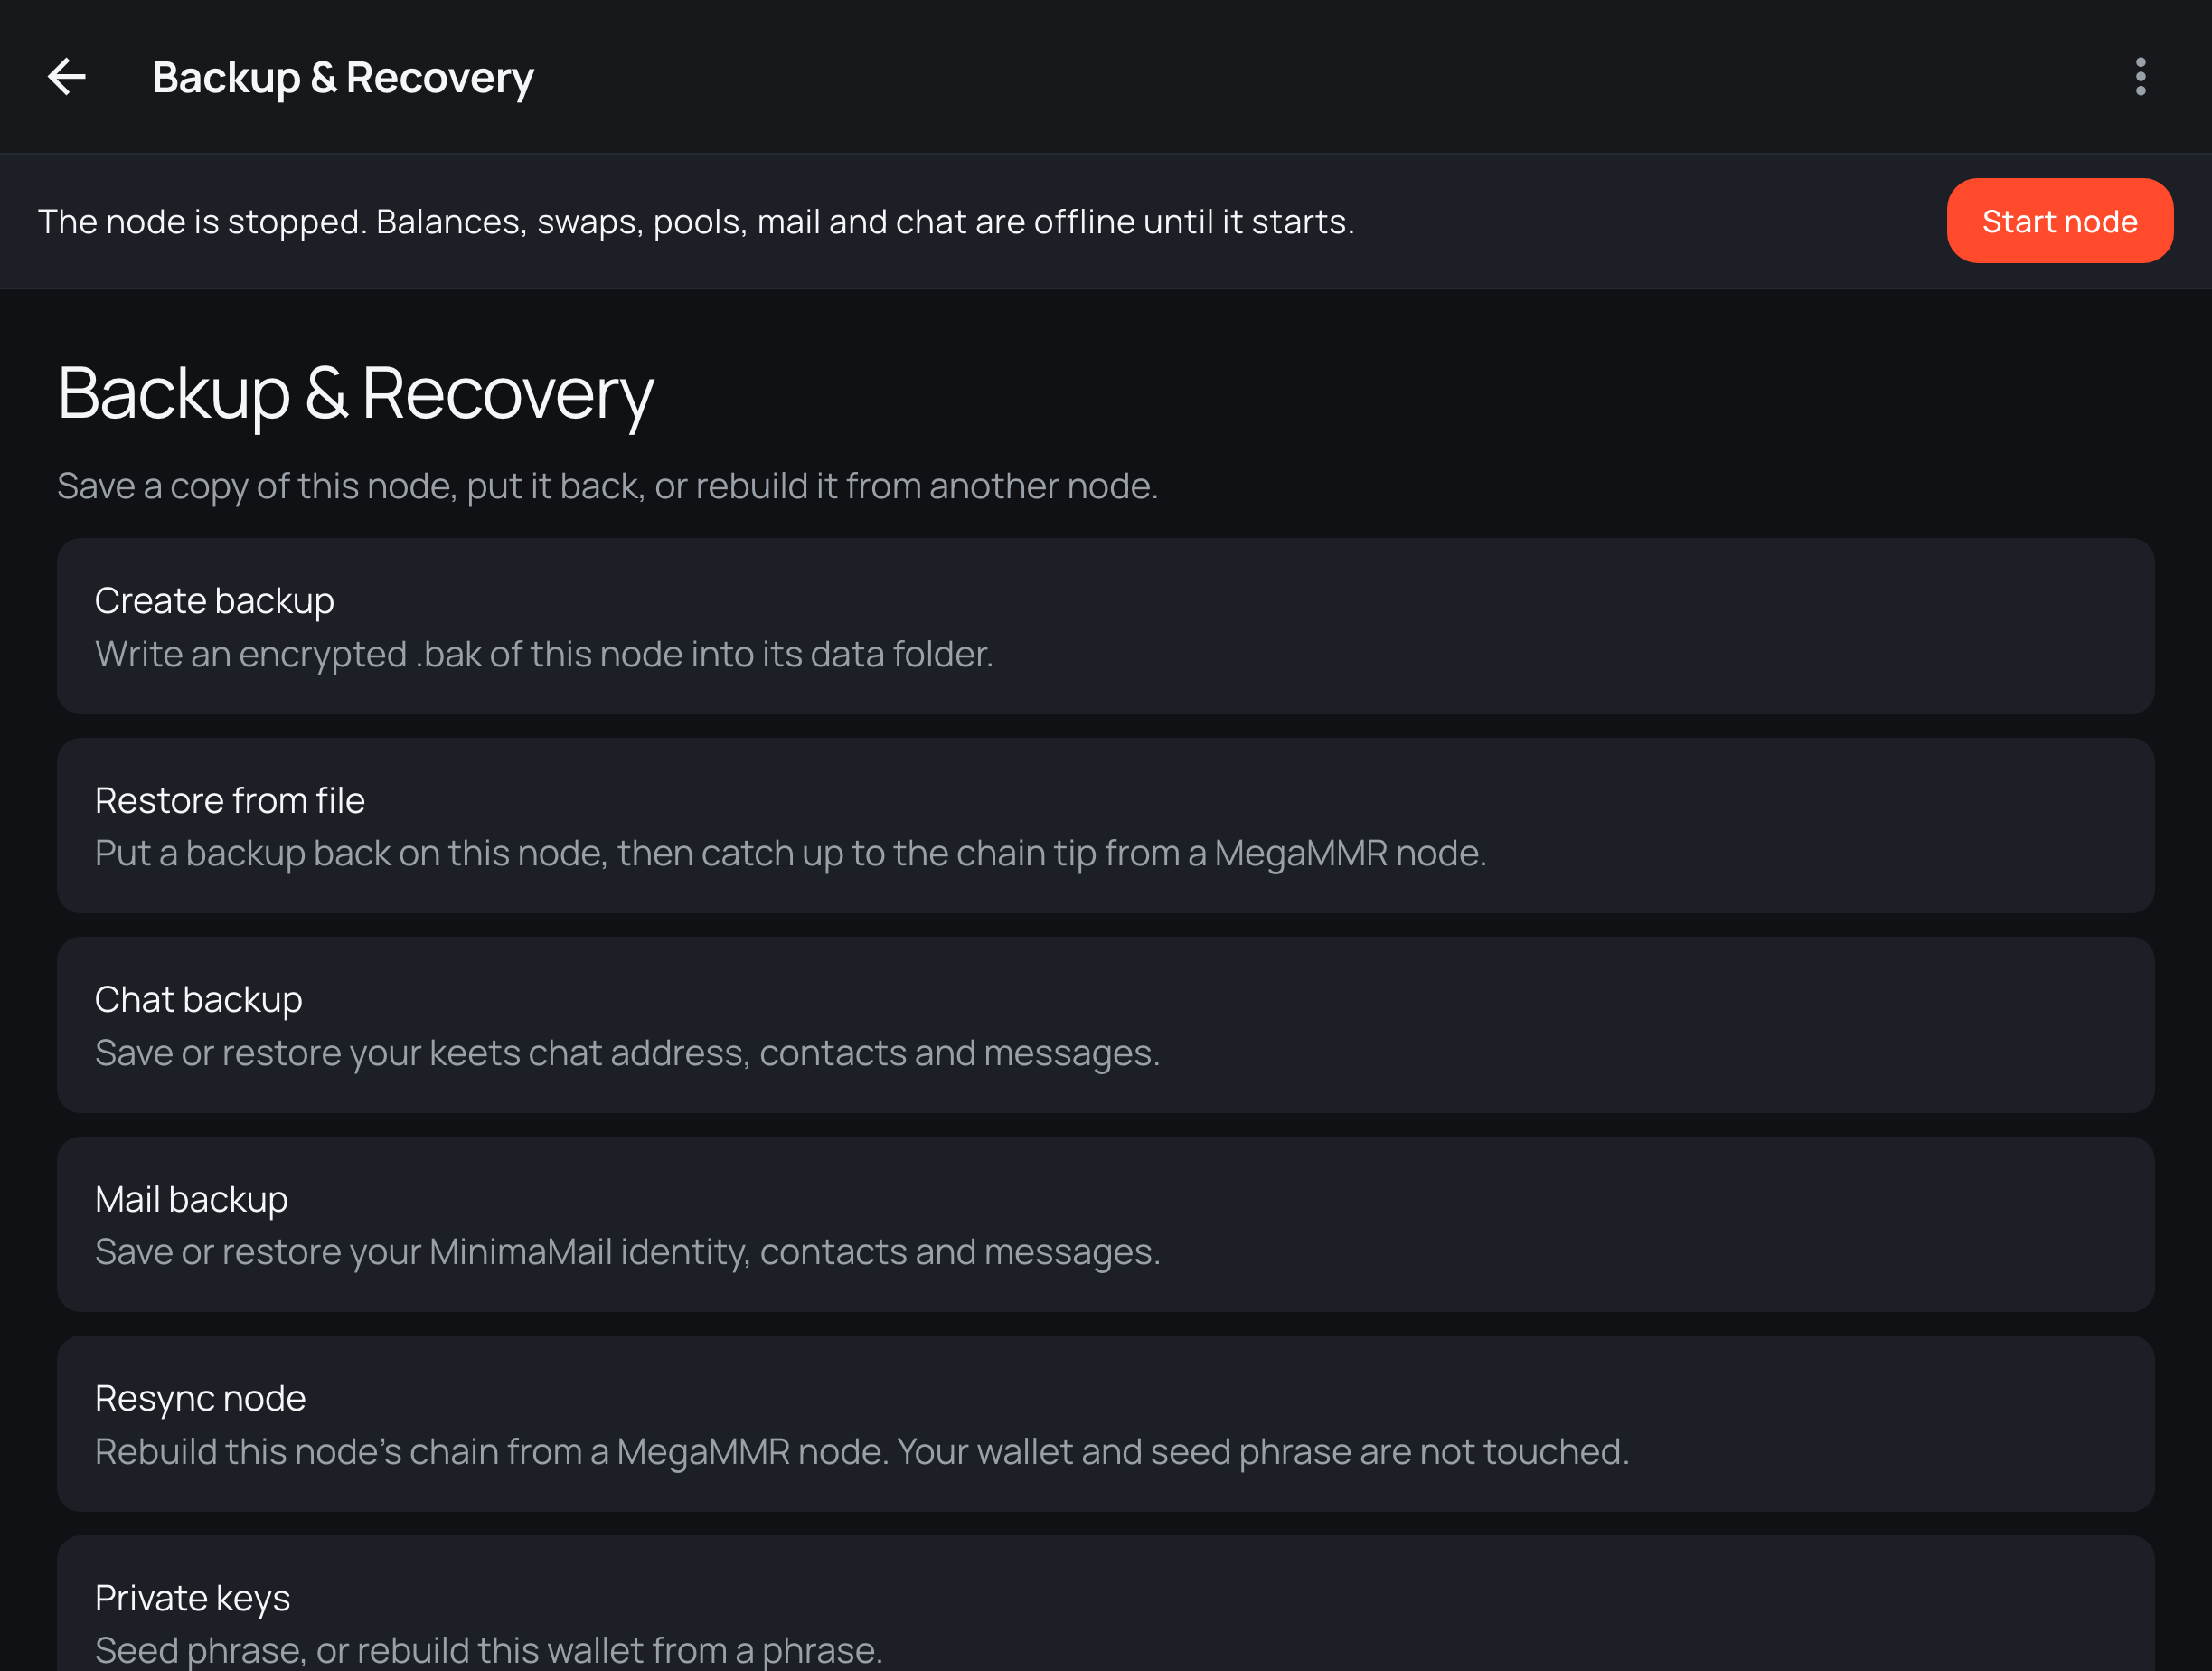 Backup & Recovery
The node is stopped. Balances, swaps, pools, mail and chat are offline until it starts.
Start node
Backup & Recovery
Save a copy of this node, put it back, or rebuild it from another node.
Create backup
Write an encrypted .bak of this node into its data folder.
Restore from file
Put a backup back on this node, then catch up to the chain tip from a MegaMMR node.
Chat backup
Save or restore your keets chat address, contacts and messages.
Mail backup
Save or restore your MinimaMail identity, contacts and messages.
Resync node
Rebuild this node’s chain from a MegaMMR node. Your wallet and seed phrase are not touched.
Private keys
Seed phrase, or rebuild this wallet from a phrase.